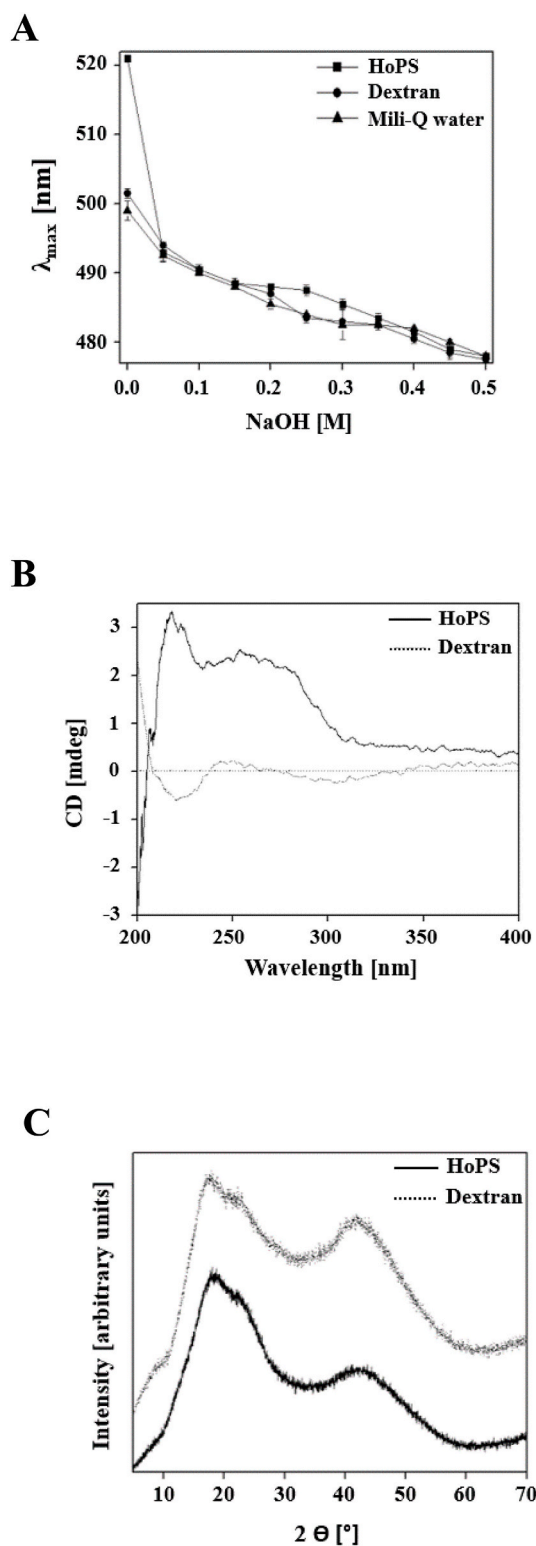 A
HoPS
Dextran
Mili-Q water
520
510
500
490
480
λmax [nm]
0.0 0.1 0.2 0.3 0.4 0.5
NaOH [M]
B
HoPS
Dextran
3
2
1
0
-1
-2
-3
CD [mdeg]
200 250 300 350 400
Wavelength [nm]
C
HoPS
Dextran
Intensity [arbitrary units]
10 20 30 40 50 60 70
2 ϴ [°]